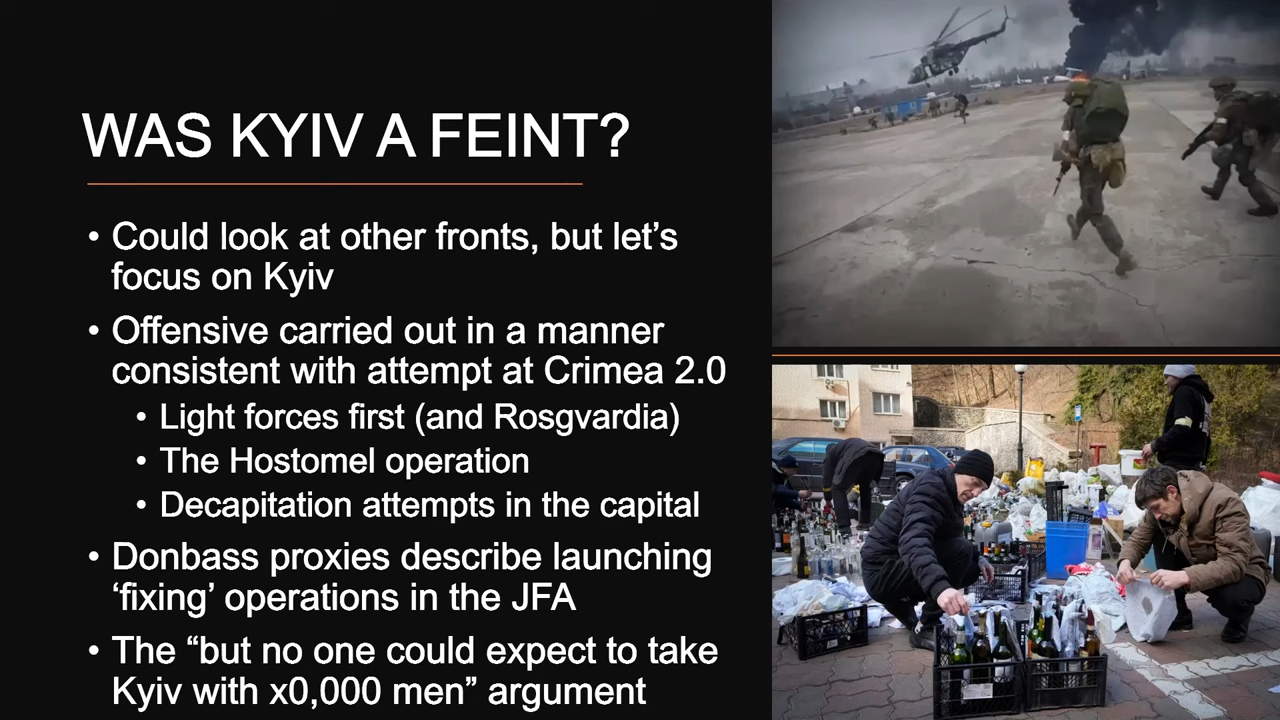 WAS KYIV A FEINT?
• Could look at other fronts, but let’s
focus on Kyiv
• Offensive carried out in a manner
consistent with attempt at Crimea 2.0
• Light forces first (and Rosgvardia)
• The Hostomel operation
• Decapitation attempts in the capital
• Donbass proxies describe launching
‘fixing’ operations in the JFA
• The “but no one could expect to take
Kyiv with x0,000 men” argument